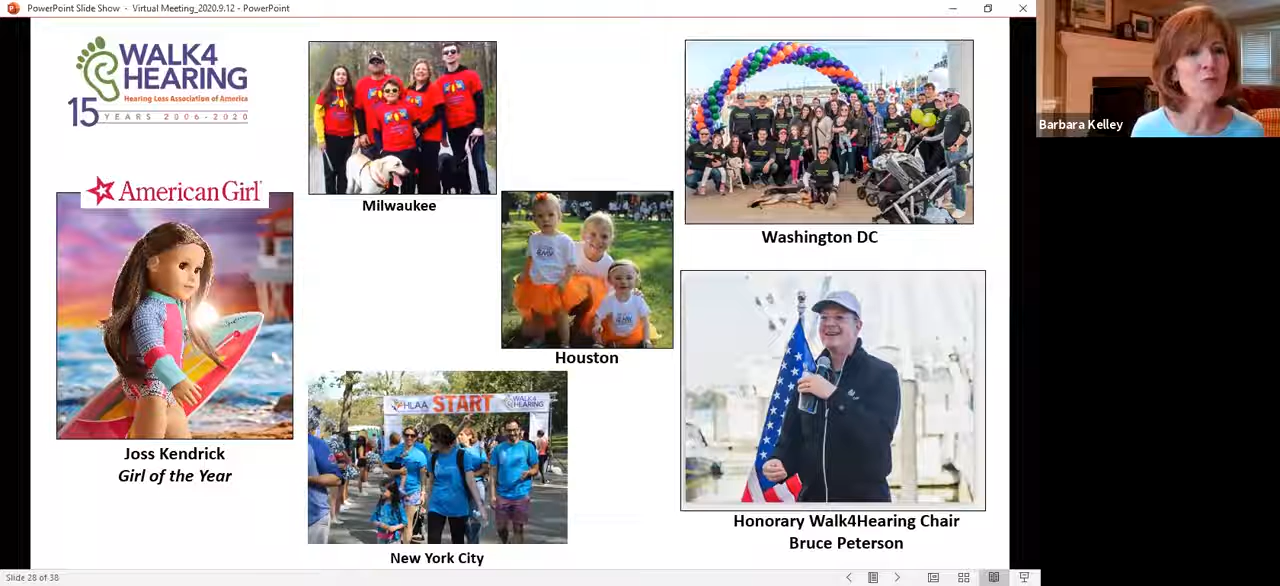 PowerPoint Slide Show - Virtual Meeting_2020.9.12 - PowerPoint
WALK4
HEARING
Hearing Loss Association of America
15 YEARS 2006-2020
American Girl
Joss Kendrick
Girl of the Year
Milwaukee
Houston
HLAA START WALK4
HEARING
New York City
Washington DC
Honorary Walk4Hearing Chair
Bruce Peterson
Barbara Kelley
Slide 28 of 38